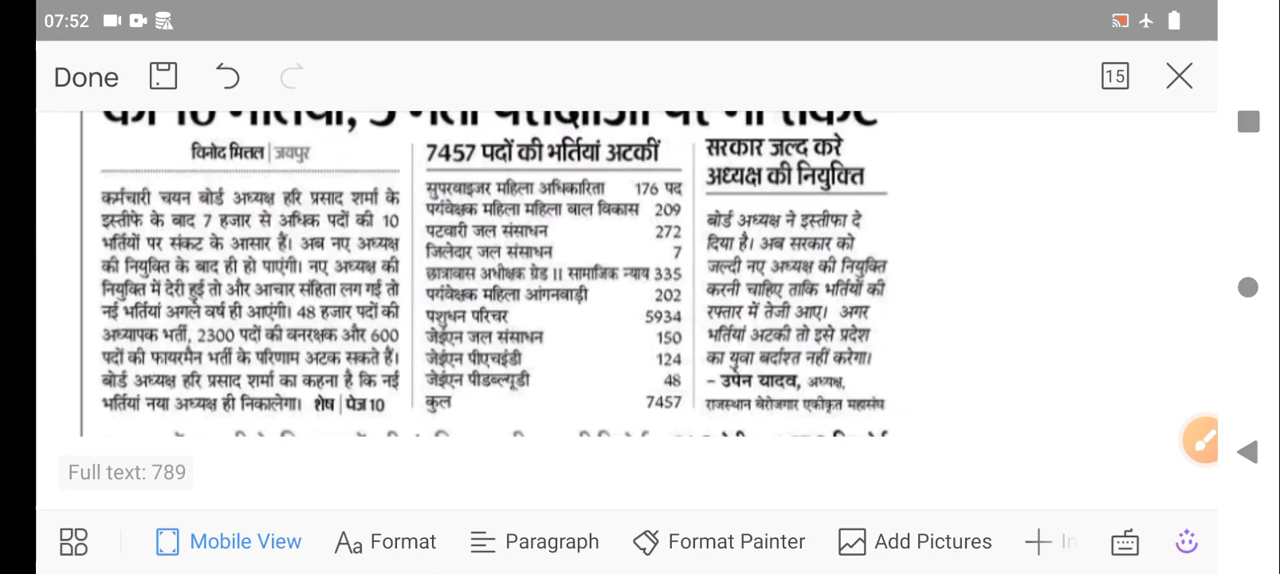 07:52
Done
15
विनोद मित्तल | जयपुर
कर्मचारी चयन बोर्ड अध्यक्ष हरि प्रसाद शर्मा के
इस्तीफे के बाद 7 हजार से अधिक पदों की 10
भर्तियों पर संकट के आसार हैं। अब नए अध्यक्ष
की नियुक्ति के बाद ही हो पाएंगी। नए अध्यक्ष की
नियुक्ति में देरी हुई तो और आचार संहिता लग गई तो
नई भर्तियां अगले वर्ष ही आएंगी। 48 हजार पदों की
अध्यापक भर्ती, 2300 पदों की वनरक्षक और 600
पदों की फायरमैन भर्ती के परिणाम अटक सकते हैं।
बोर्ड अध्यक्ष हरि प्रसाद शर्मा का कहना है कि नई
भर्तियां नया अध्यक्ष ही निकालेगा। शेष | पेज 10
7457 पदों की भर्तियां अटकीं
सुपरवाइजर महिला अधिकारिता 176 पद
पर्यवेक्षक महिला महिला बाल विकास 209
पटवारी जल संसाधन 272
जिलेदार जल संसाधन 7
छात्रावास अधीक्षक ग्रेड II सामाजिक न्याय 335
पर्यवेक्षक महिला आंगनबाड़ी 202
पशुधन परिचर 5934
जेईएन जल संसाधन 150
जेईएन पीएचईडी 124
जेईएन पीडब्ल्यूडी 48
कुल 7457
सरकार जल्द करे
अध्यक्ष की नियुक्ति
बोर्ड अध्यक्ष ने इस्तीफा दे
दिया है। अब सरकार को
जल्दी नए अध्यक्ष की नियुक्ति
करनी चाहिए ताकि भर्तियों की
रफ्तार में तेजी आए। अगर
भर्तियां अटकी तो इसे प्रदेश
का युवा बर्दाश्त नहीं करेगा।
- उपेन यादव, अध्यक्ष,
राजस्थान बेरोजगार एकीकृत महासंघ
Full text: 789
Mobile View
Aa Format
Paragraph
Format Painter
Add Pictures
In